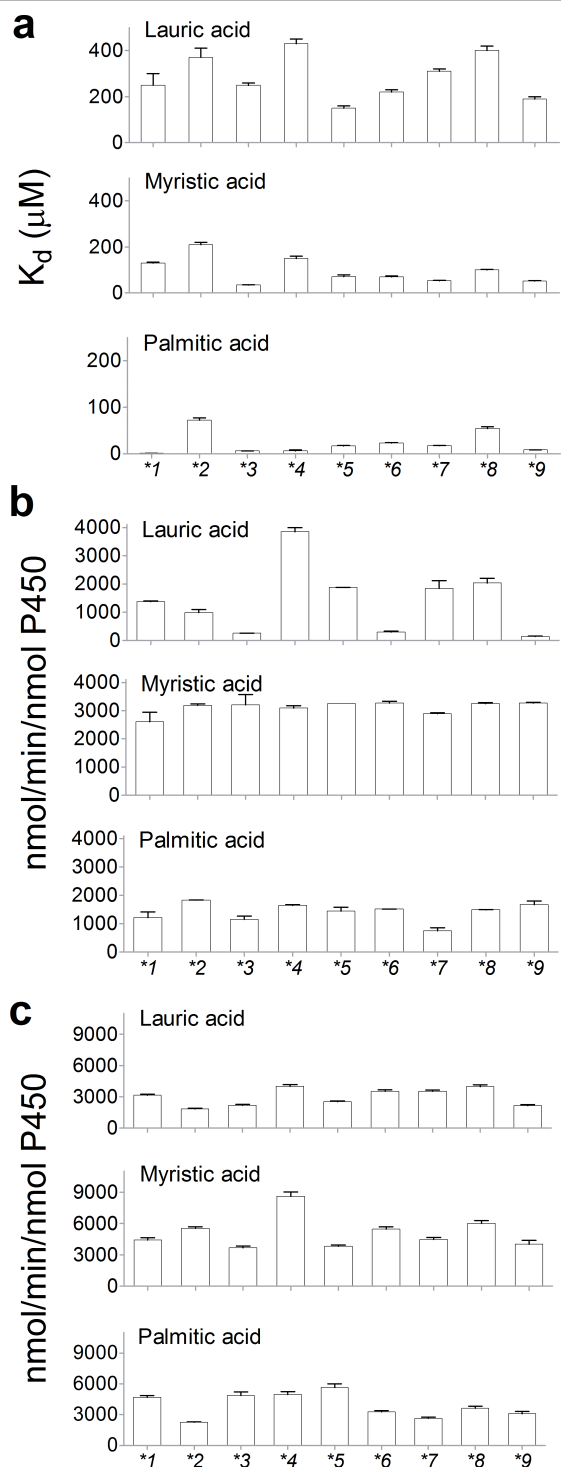 a
Lauric acid
400
200
0
Myristic acid
400
200
0
Kd (μM)
Palmitic acid
200
100
0
*1 *2 *3 *4 *5 *6 *7 *8 *9
b
Lauric acid
4000
3000
2000
1000
0
Myristic acid
4000
3000
2000
1000
0
nmol/min/nmol P450
Palmitic acid
4000
3000
2000
1000
0
*1 *2 *3 *4 *5 *6 *7 *8 *9
c
Lauric acid
9000
6000
3000
0
Myristic acid
9000
6000
3000
0
nmol/min/nmol P450
Palmitic acid
9000
6000
3000
0
*1 *2 *3 *4 *5 *6 *7 *8 *9